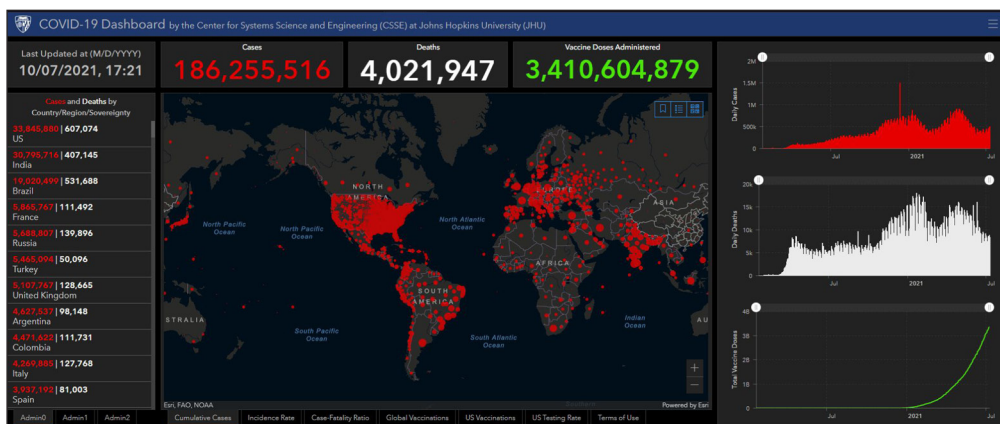 COVID-19 Dashboard by the Center for Systems Science and Engineering (CSSE) at Johns Hopkins University (JHU)
Last Updated at (M/D/YYYY)
10/07/2021, 17:21
Cases
186,255,516
Deaths
4,021,947
Vaccine Doses Administered
3,410,604,879
Cases and Deaths by
Country/Region/Sovereignty
33,845,880 | 607,074
US
30,795,716 | 407,145
India
19,020,499 | 531,688
Brazil
5,865,767 | 111,492
France
5,688,807 | 139,896
Russia
5,465,094 | 50,096
Turkey
5,107,767 | 128,665
United Kingdom
4,627,537 | 98,148
Argentina
4,471,622 | 111,731
Colombia
4,269,885 | 127,768
Italy
3,937,192 | 81,003
Spain
Admin0 Admin1 Admin2
NORTH
AMERICA
EUROPE
ASIA
North Pacific
Ocean
North Pacific
Ocean
North Atlantic
Ocean
AFRICA
SOUTH
AMERICA
STRALIA
AU
South Pacific
Ocean
South Atlantic
Ocean
Indian
Ocean
+
−
Esri, FAO, NOAA
Southern
Powered by Esri
Cumulative Cases Incidence Rate Case-Fatality Ratio Global Vaccinations US Vaccinations US Testing Rate Terms of Use
Daily Cases
2M
1.5M
1M
500k
0
Jul 2021 Jul
Daily Deaths
20k
15k
10k
5k
0
Jul 2021 Jul
Total Vaccine Doses
4B
3B
2B
1B
0
Jul 2021 Jul